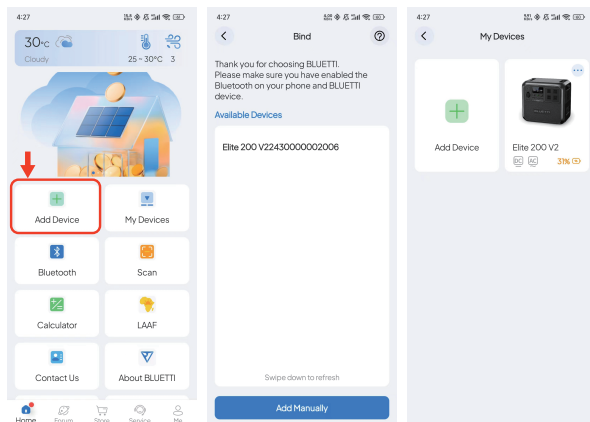 4:27
30°C
Cloudy
25 ~ 30°C 3
Add Device
My Devices
Bluetooth
Scan
Calculator
LAAF
Contact Us
About BLUETTI
Home
Forum
Store
Service
Me
4:27
Bind
Thank you for choosing BLUETTI.
Please make sure you have enabled the
Bluetooth on your phone and BLUETTI
device.
Available Devices
Elite 200 V22430000002006
Swipe down to refresh
Add Manually
4:27
My Devices
Add Device
Elite 200 V2
DC AC 31%